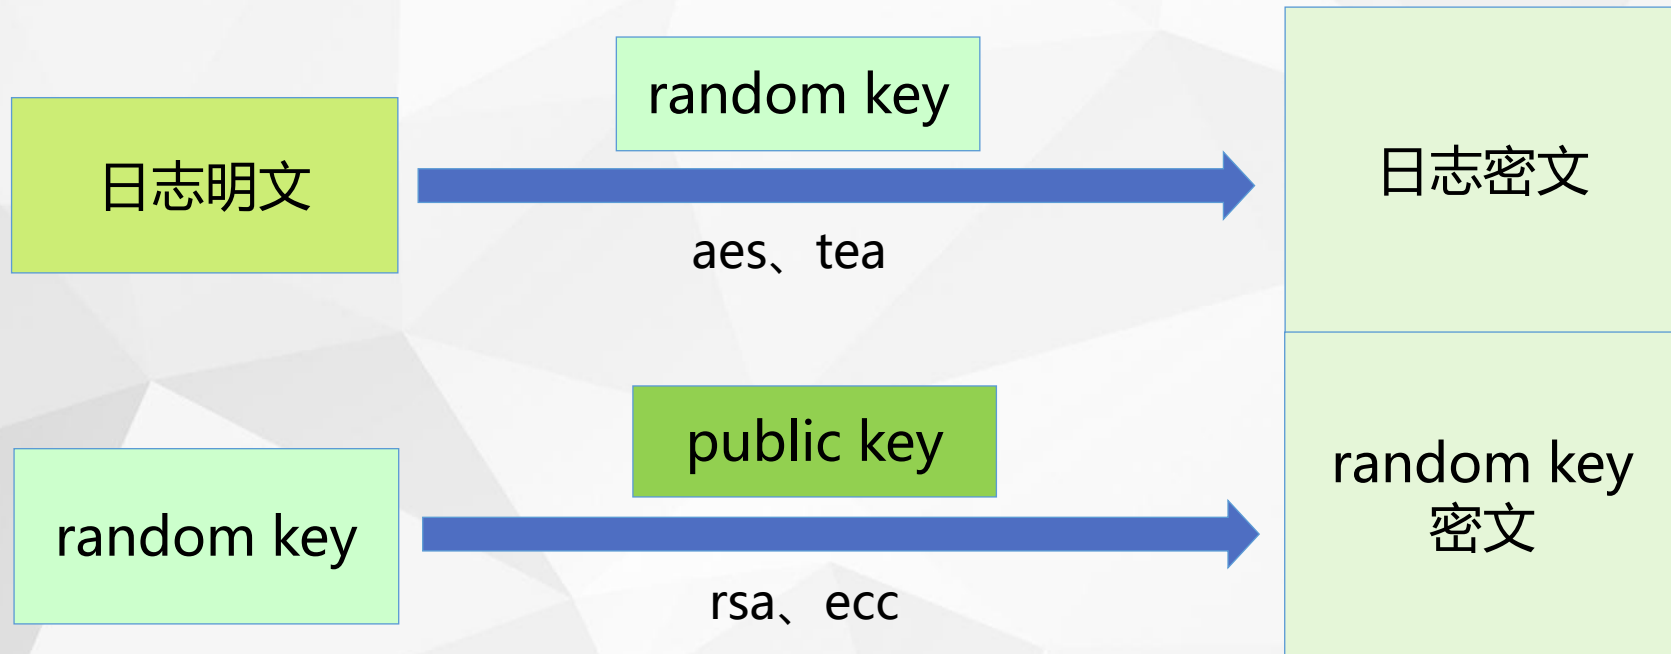 random key
日志明文
日志密文
aes、tea
public key
random key
密文
random key
rsa、ecc